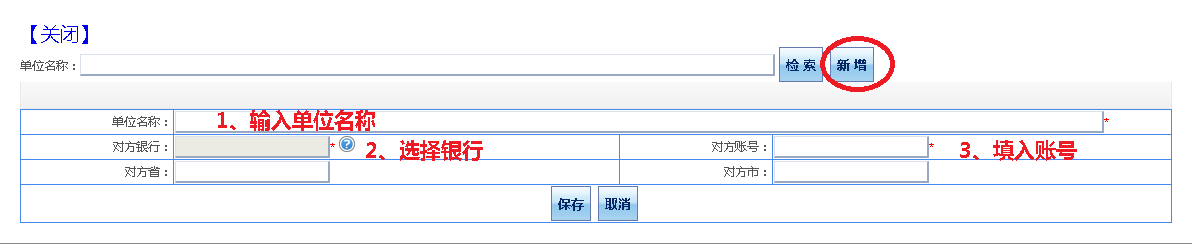 【关闭】
单位名称： 检 索 新 增
单位名称： 1、输入单位名称 *
对方银行： * ? 2、选择银行 对方账号： * 3、填入账号
对方省： 对方市：
保存 取消